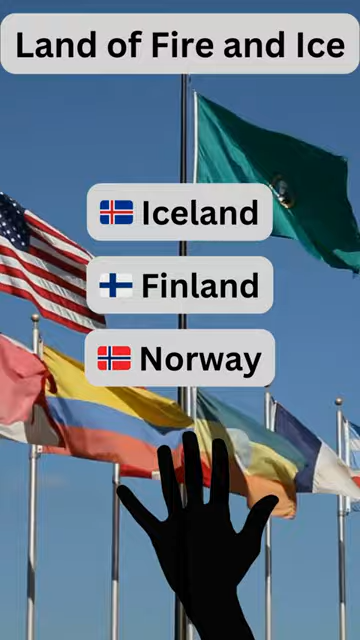 Land of Fire and Ice
🇮🇸 Iceland
🇫🇮 Finland
🇳🇴 Norway